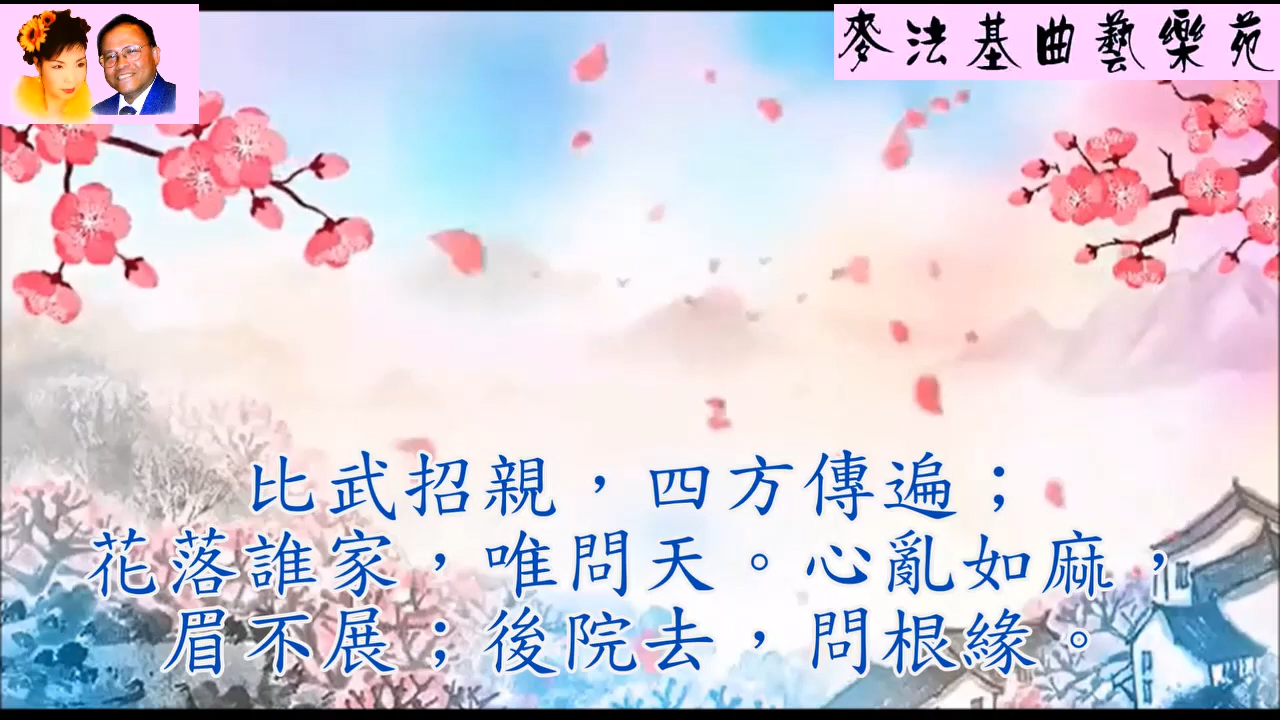 麥法基曲藝樂苑
比武招親，四方傳遍；
花落誰家，唯問天。心亂如麻，
眉不展；後院去，問根緣。